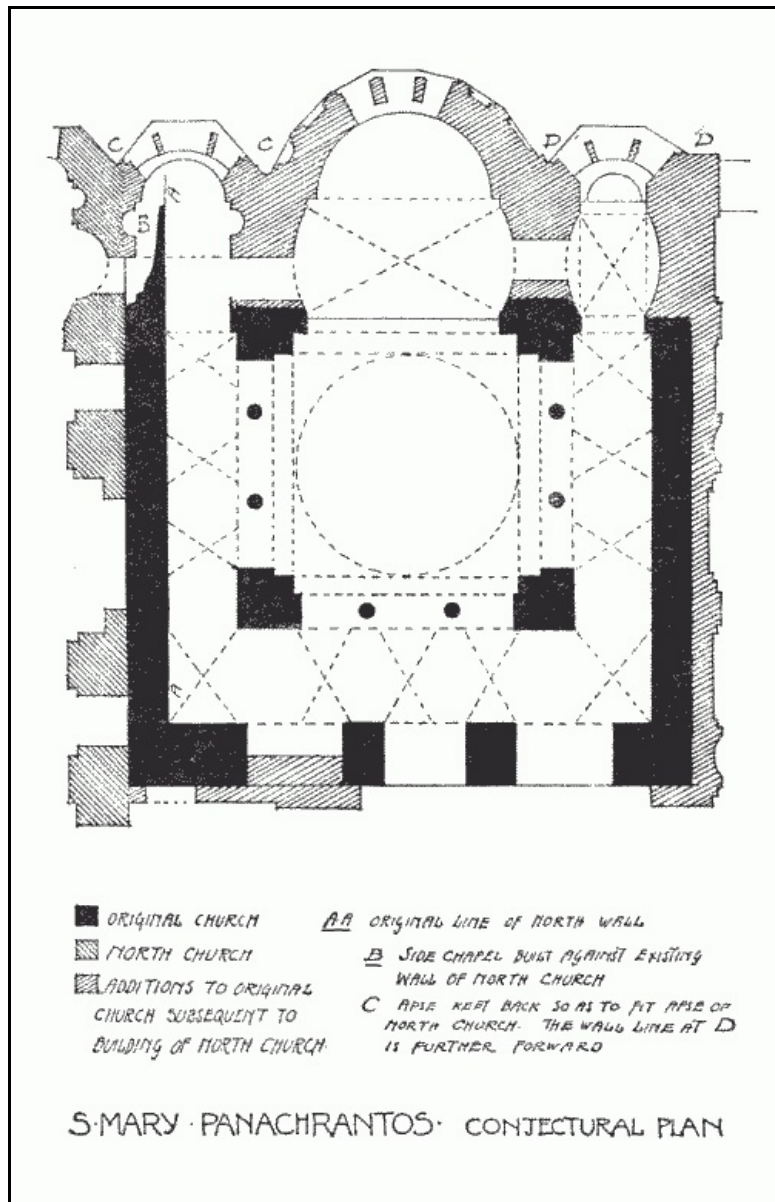 C
C
D
D
A
B
A
ORIGINAL CHURCH
NORTH CHURCH
ADDITIONS TO ORIGINAL
CHURCH SUBSEQUENT TO
BUILDING OF NORTH CHURCH.
AA ORIGINAL LINE OF NORTH WALL
B SIDE CHAPEL BUILT AGAINST EXISTING
WALL OF NORTH CHURCH
C APSE KEPT BACK SO AS TO FIT APSE OF
NORTH CHURCH. THE WALL LINE AT D
IS FURTHER FORWARD
S·MARY·PANACHRANTOS· CONJECTURAL PLAN